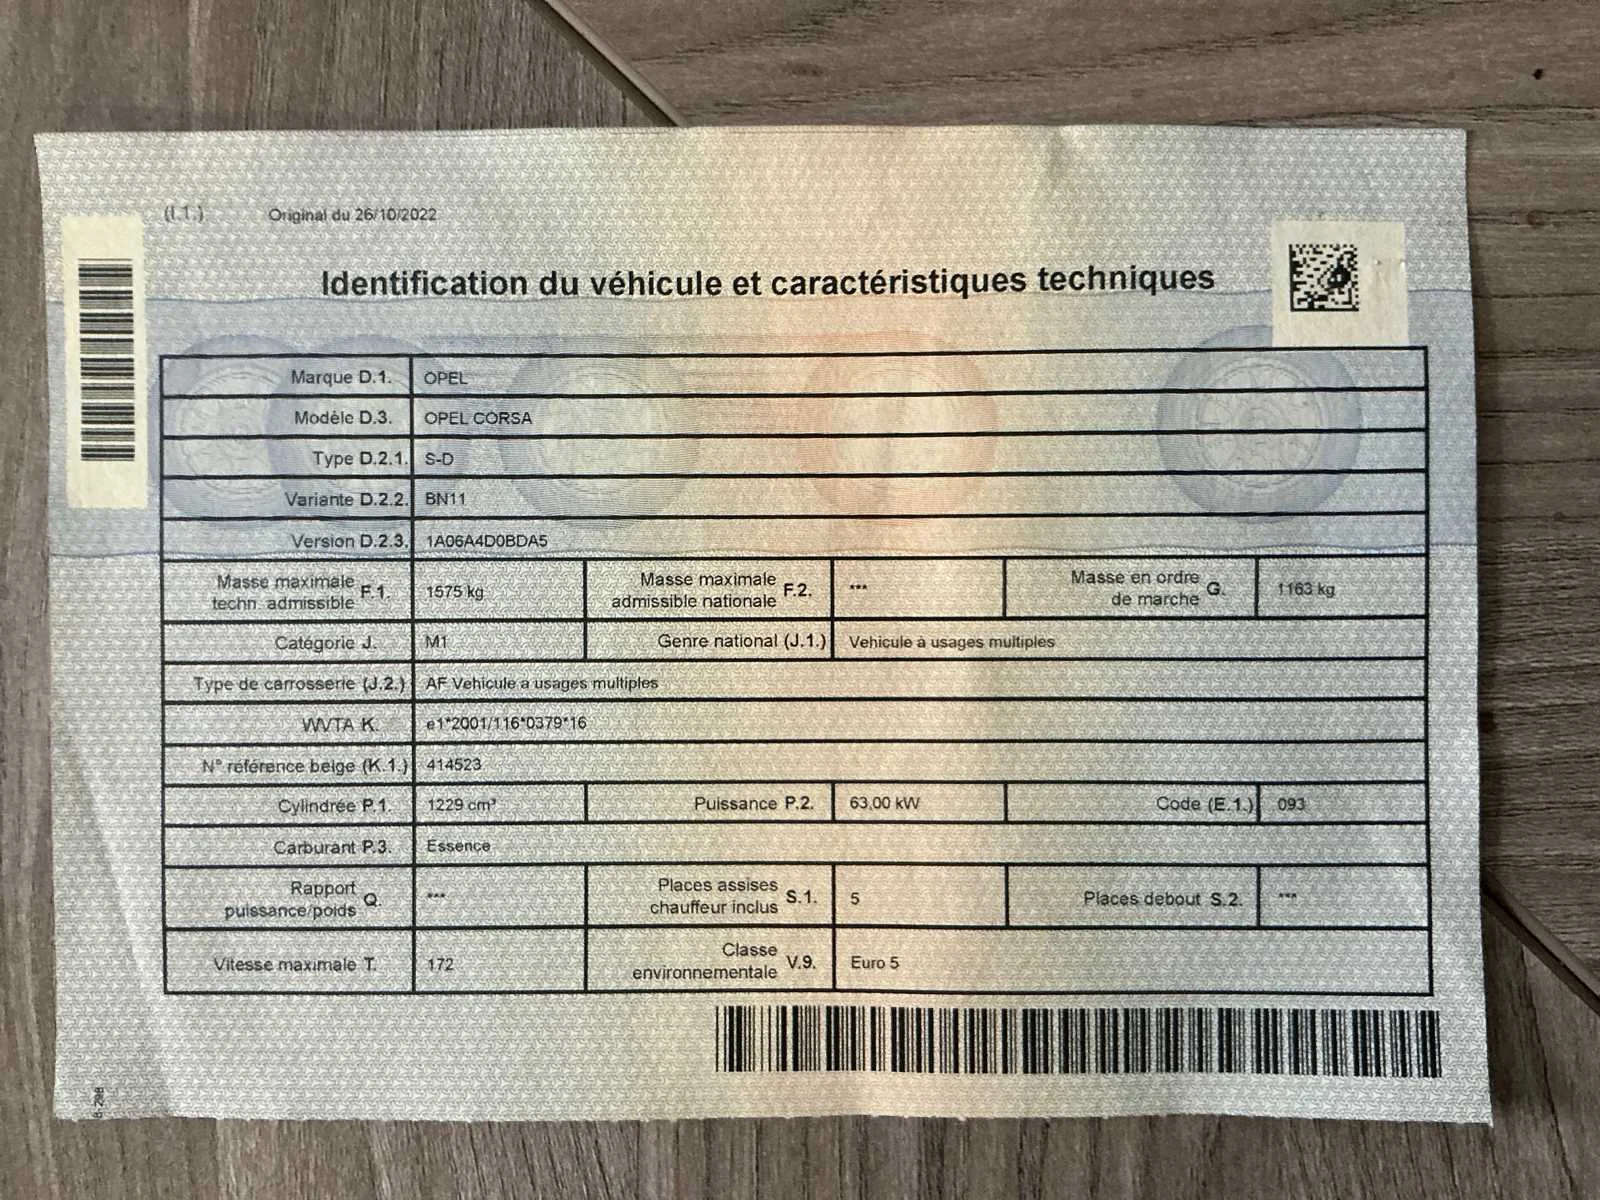 (I.1.) Original du 26/10/2022
Identification du véhicule et caractéristiques techniques
Marque D.1. OPEL
Modèle D.3. OPEL CORSA
Type D.2.1. S-D
Variante D.2.2. BN11
Version D.2.3. 1A06A4D0BDA5
Masse maximale techn. admissible F.1. 1575 kg Masse maximale admissible nationale F.2. *** Masse en ordre de marche G. 1163 kg
Catégorie J. M1 Genre national (J.1.) Vehicule à usages multiples
Type de carrosserie (J.2.) AF Vehicule a usages multiples
WVTA K. e1*2001/116*0379*16
N° référence belge (K.1.) 414523
Cylindrée P.1. 1229 cm³ Puissance P.2. 63,00 kW Code (E.1.) 093
Carburant P.3. Essence
Rapport puissance/poids Q. *** Places assises chauffeur inclus S.1. 5 Places debout S.2. ***
Vitesse maximale T. 172 Classe environnementale V.9. Euro 5
8-298